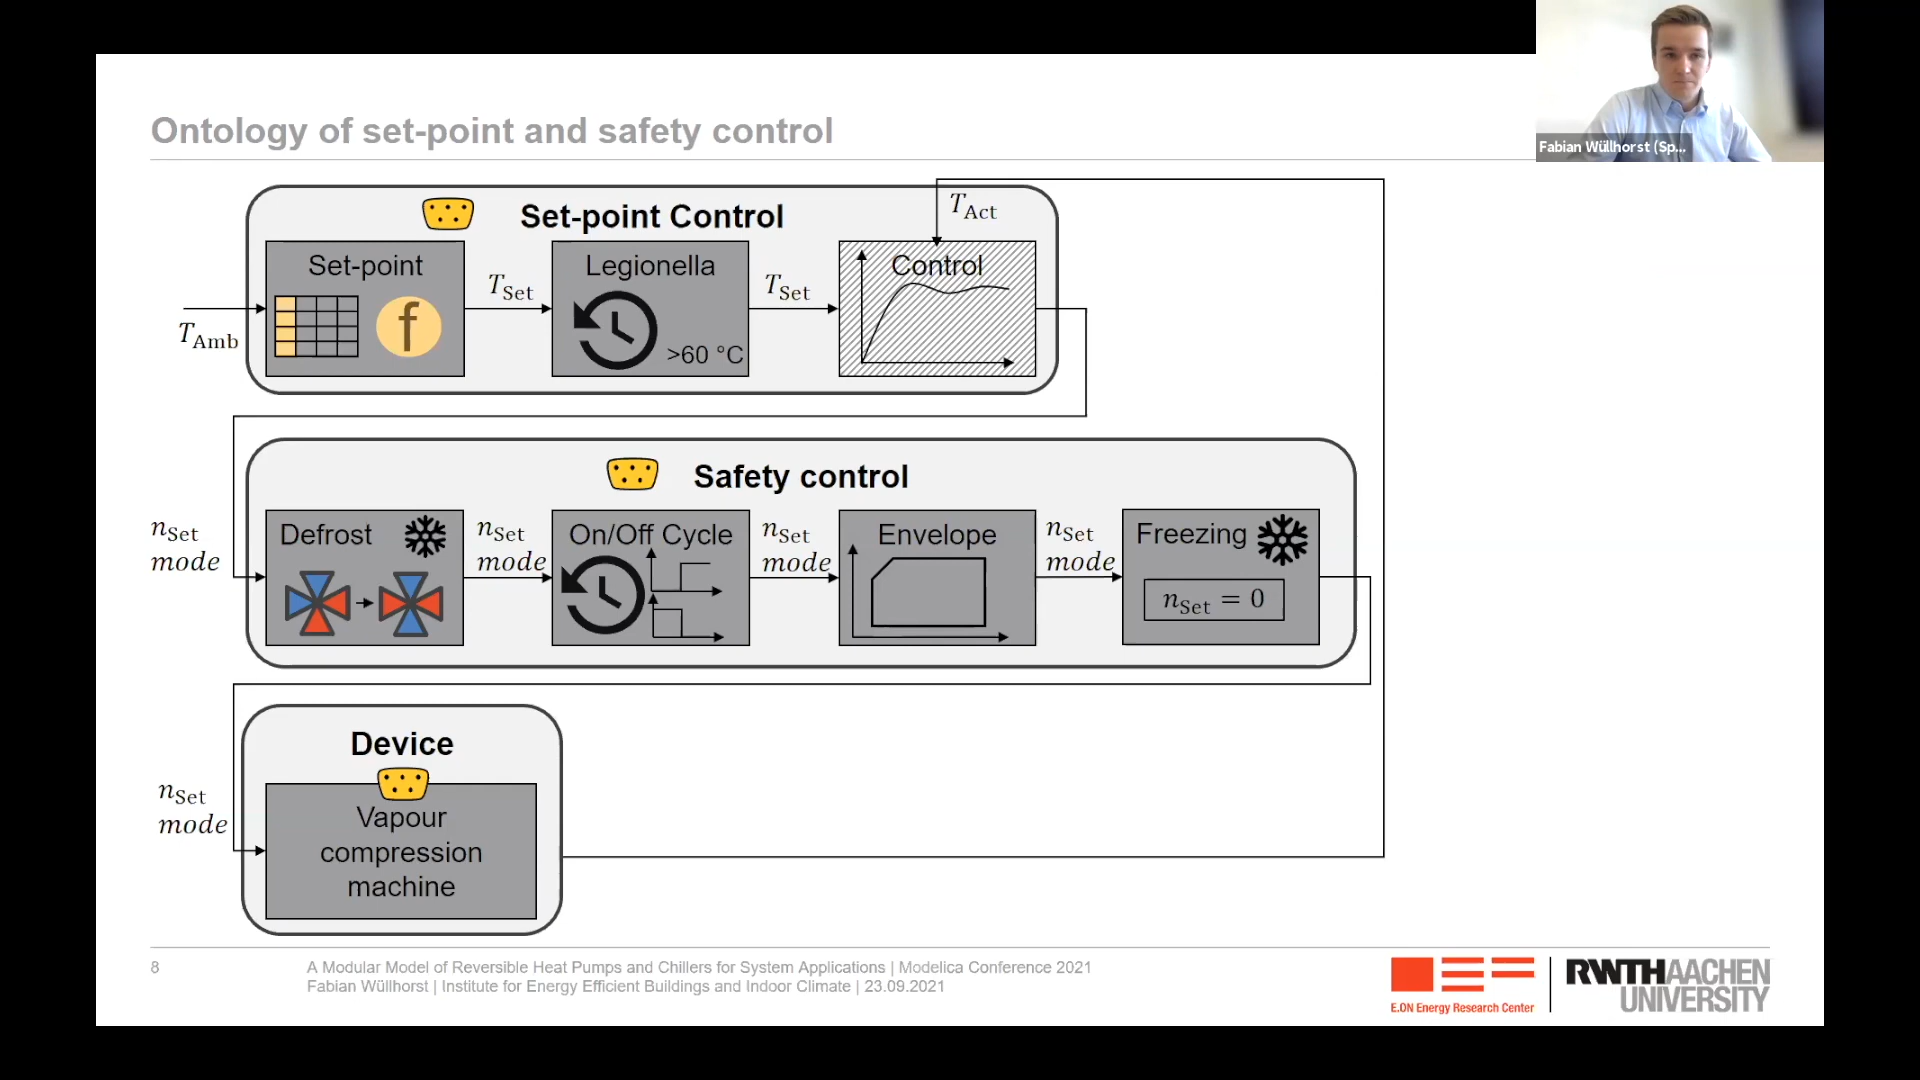 Fabian Wüllhorst (Sp...
Ontology of set-point and safety control
Set-point Control
T_Act
Set-point
Legionella
Control
T_Set
T_Set
f
T_Amb
>60 °C
Safety control
n_Set
mode
Defrost
n_Set
mode
On/Off Cycle
n_Set
mode
Envelope
n_Set
mode
Freezing
n_Set = 0
Device
n_Set
mode
Vapour
compression
machine
8
A Modular Model of Reversible Heat Pumps and Chillers for System Applications | Modelica Conference 2021
Fabian Wüllhorst | Institute for Energy Efficient Buildings and Indoor Climate | 23.09.2021
E.ON Energy Research Center
RWTHAACHEN
UNIVERSITY